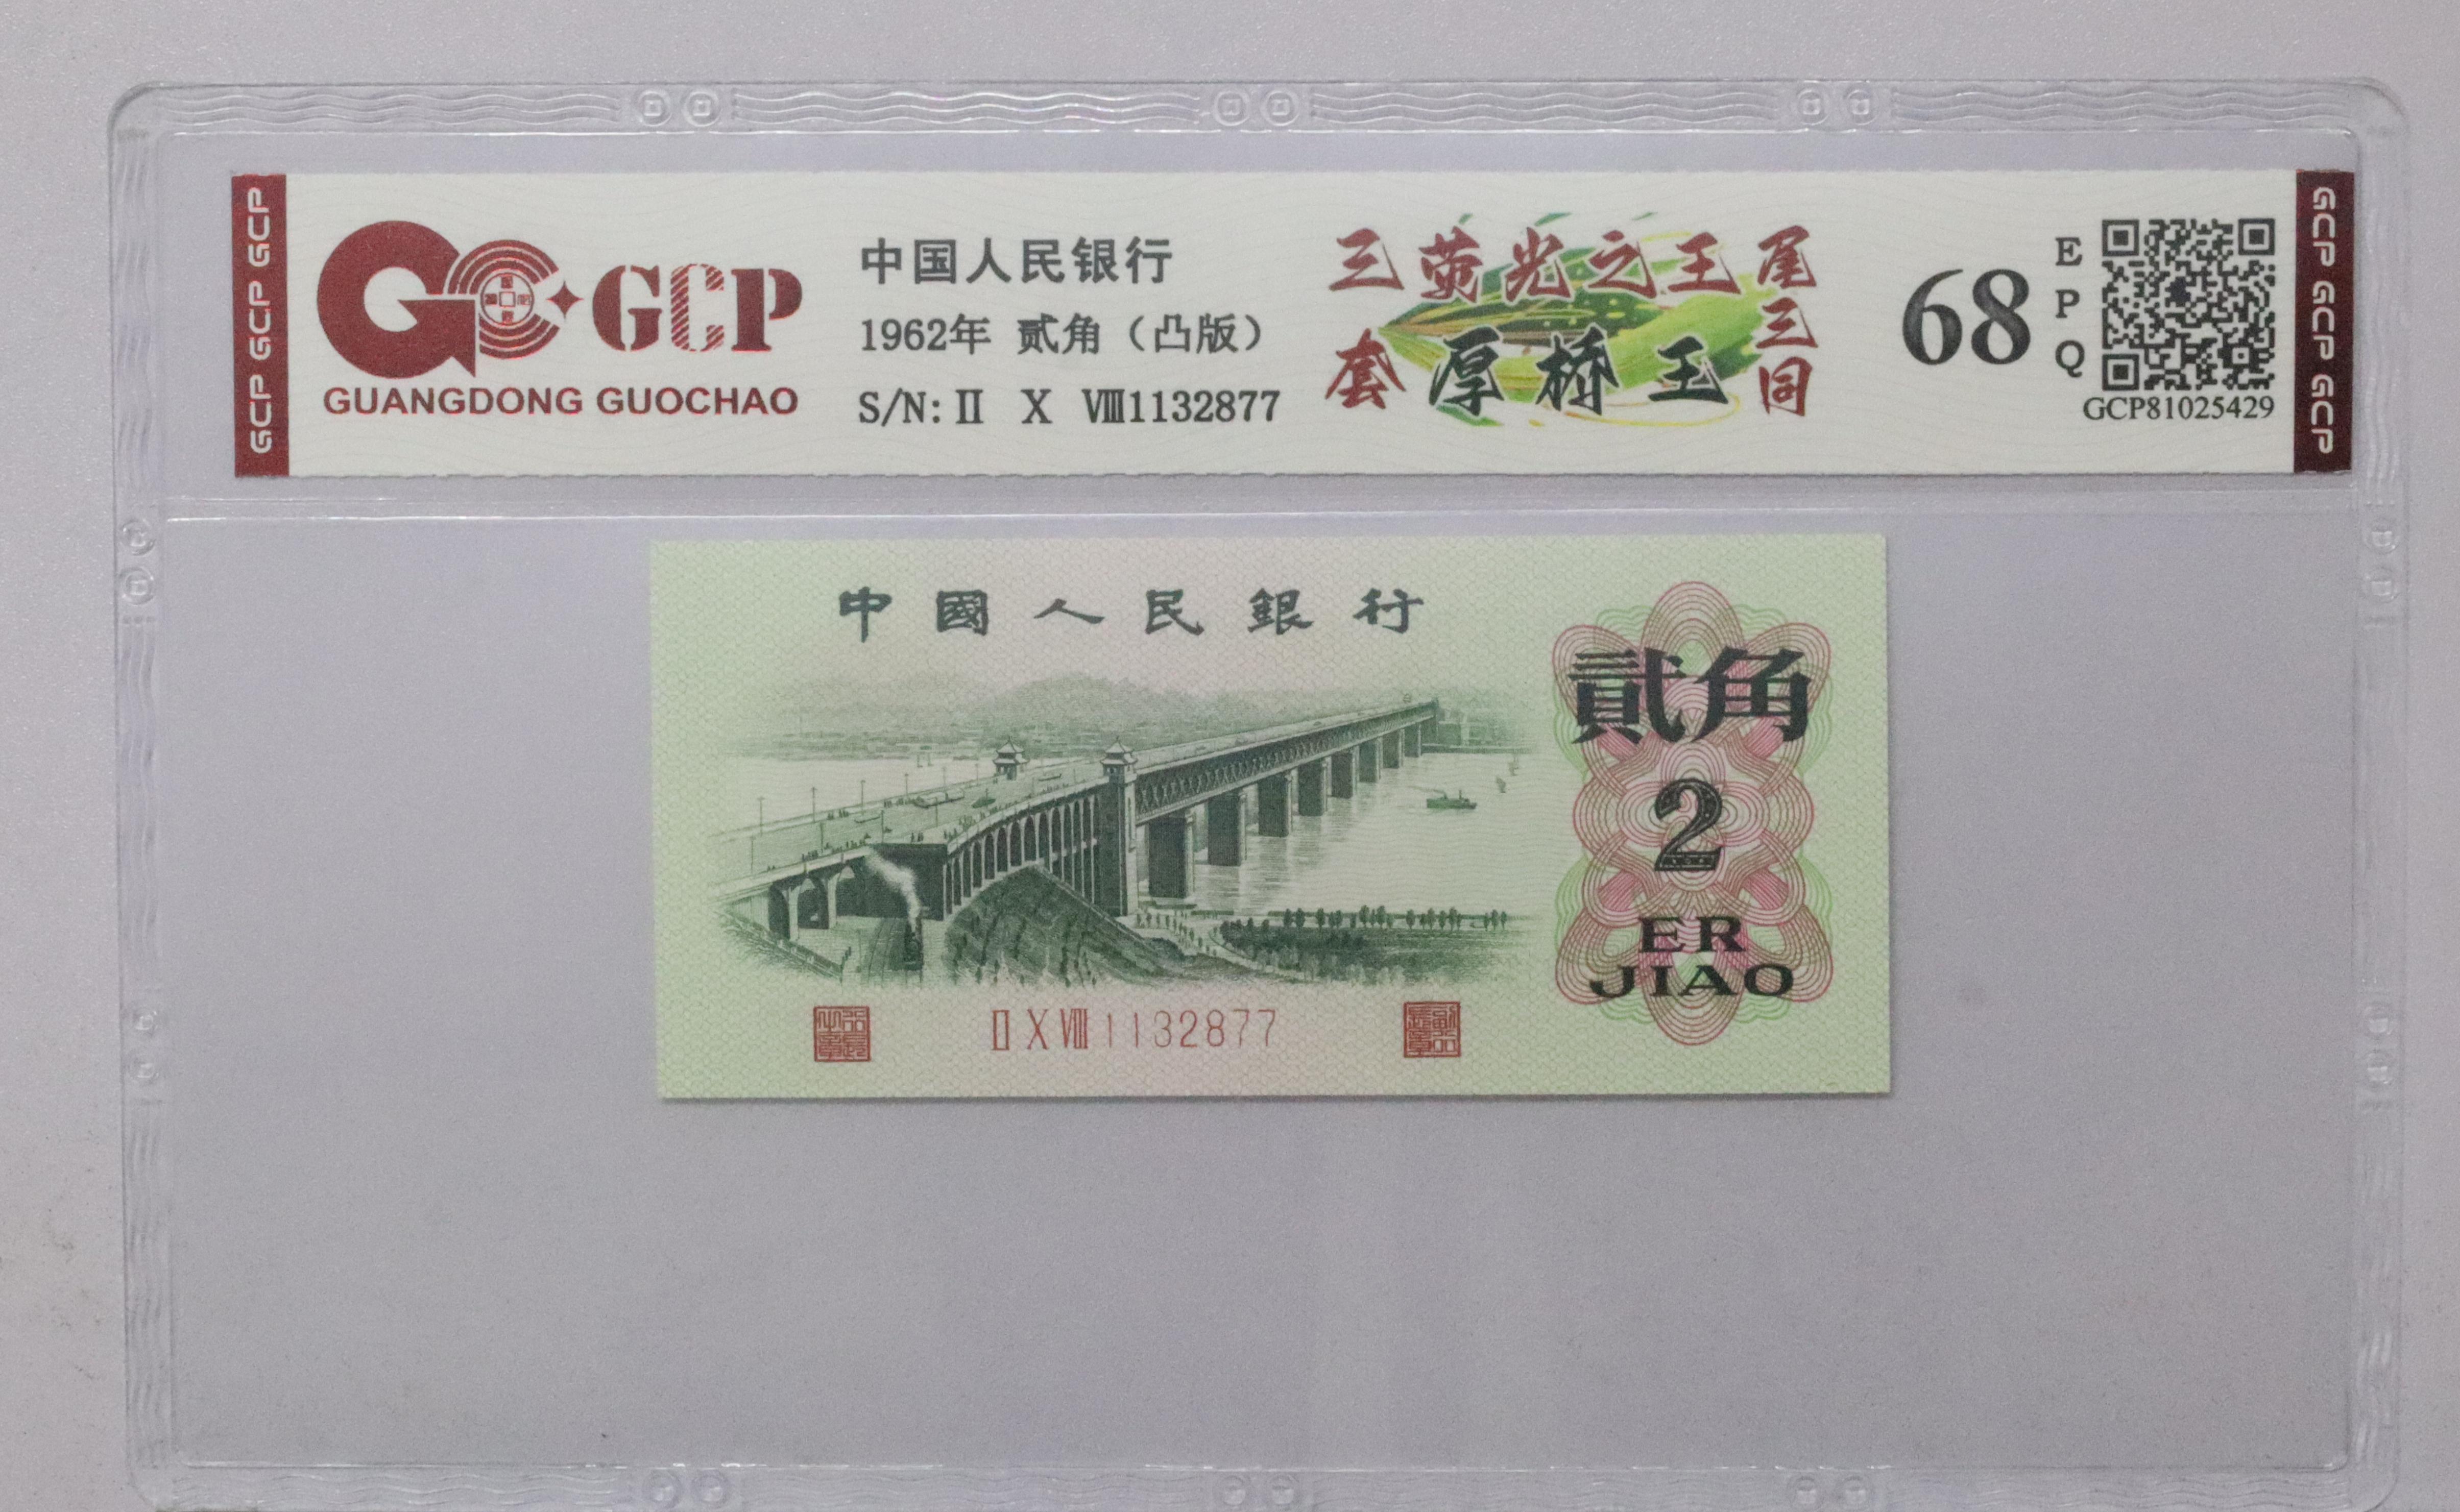 GCP GCP GCP
GCP
GUANGDONG GUOCHAO
中国人民银行
1962年 贰角（凸版）
S/N: Ⅱ X Ⅷ1132877
三套
荧光之王
厚桥王
尾三同
68
EPQ
GCP81025429
GCP GCP GCP
中國人民銀行
貳角
2
ER
JIAO
Ⅱ X Ⅷ 1132877